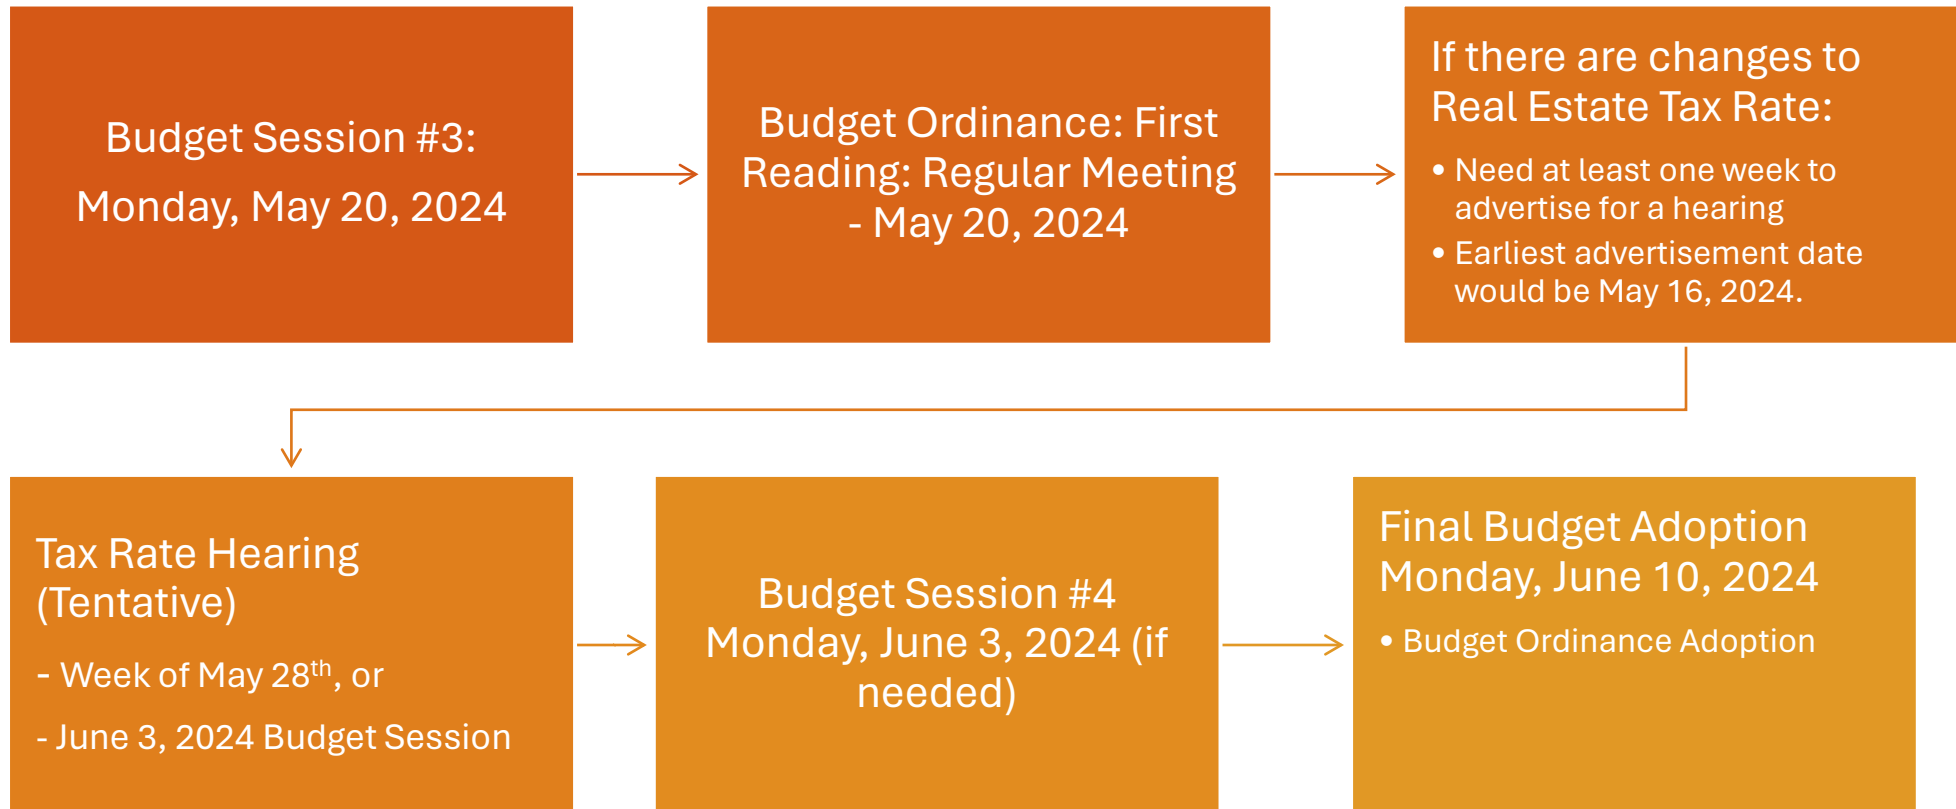 Budget Session #3:
Monday, May 20, 2024
Budget Ordinance: First
Reading: Regular Meeting
- May 20, 2024
If there are changes to
Real Estate Tax Rate:
• Need at least one week to
advertise for a hearing
• Earliest advertisement date
would be May 16, 2024.
Tax Rate Hearing
(Tentative)
- Week of May 28th, or
- June 3, 2024 Budget Session
Budget Session #4
Monday, June 3, 2024 (if
needed)
Final Budget Adoption
Monday, June 10, 2024
• Budget Ordinance Adoption